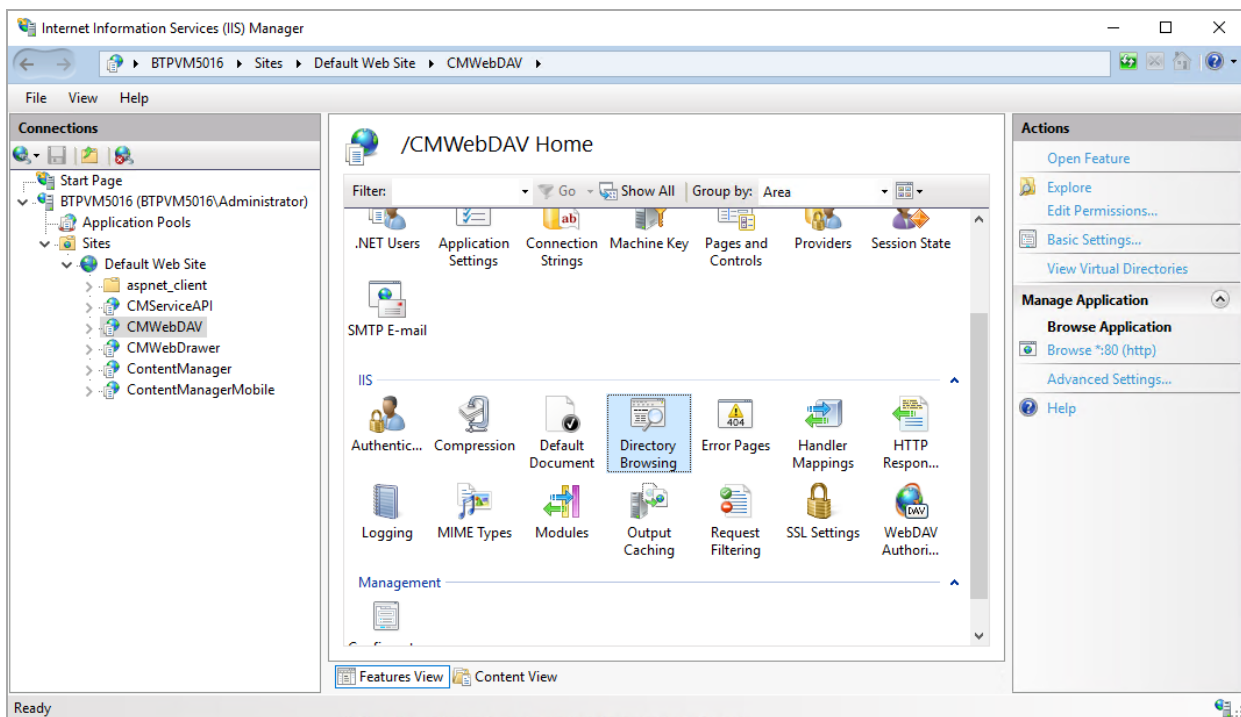 Internet Information Services (IIS) Manager
BTPVM5016 Sites Default Web Site CMWebDAV
File View Help
Connections
Start Page
BTPVM5016 (BTPVM5016\Administrator)
Application Pools
Sites
Default Web Site
aspnet_client
CMServiceAPI
CMWebDAV
CMWebDrawer
ContentManager
ContentManagerMobile
/CMWebDAV Home
Filter: Go Show All Group by: Area
ab
.NET Users Application Connection Machine Key Pages and Providers Session State
Settings Strings Controls
SMTP E-mail
IIS
404
Authentic... Compression Default Directory Error Pages Handler HTTP
Document Browsing Mappings Respon...
DAV
Logging MIME Types Modules Output Request SSL Settings WebDAV
Caching Filtering Authori...
Management
Features View Content View
Actions
Open Feature
Explore
Edit Permissions...
Basic Settings...
View Virtual Directories
Manage Application
Browse Application
Browse *:80 (http)
Advanced Settings...
Help
Ready